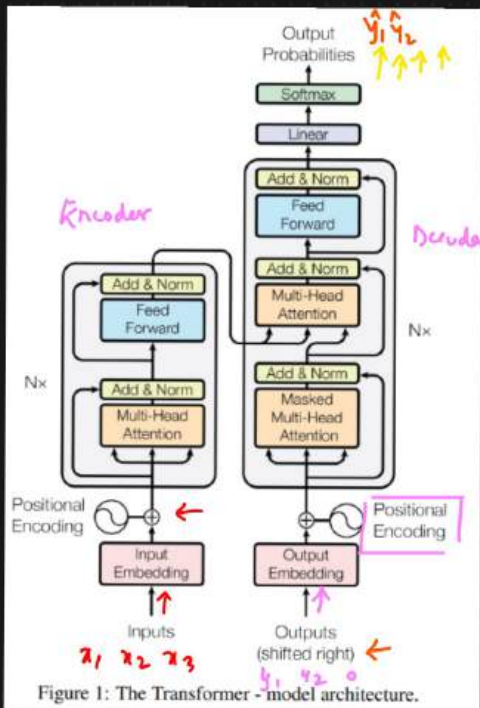 Output
Probabilities
ŷ₁ ŷ₂
Softmax
Linear
Add & Norm
Feed
Forward
Add & Norm
Multi-Head
Attention
Add & Norm
Masked
Multi-Head
Attention
Nx
Positional
Encoding
Output
Embedding
Outputs
(shifted right)
y₁ y₂ 0
Encoder
Add & Norm
Feed
Forward
Add & Norm
Multi-Head
Attention
Nx
Positional
Encoding
Input
Embedding
Inputs
x₁ x₂ x₃
Figure 1: The Transformer - model architecture.